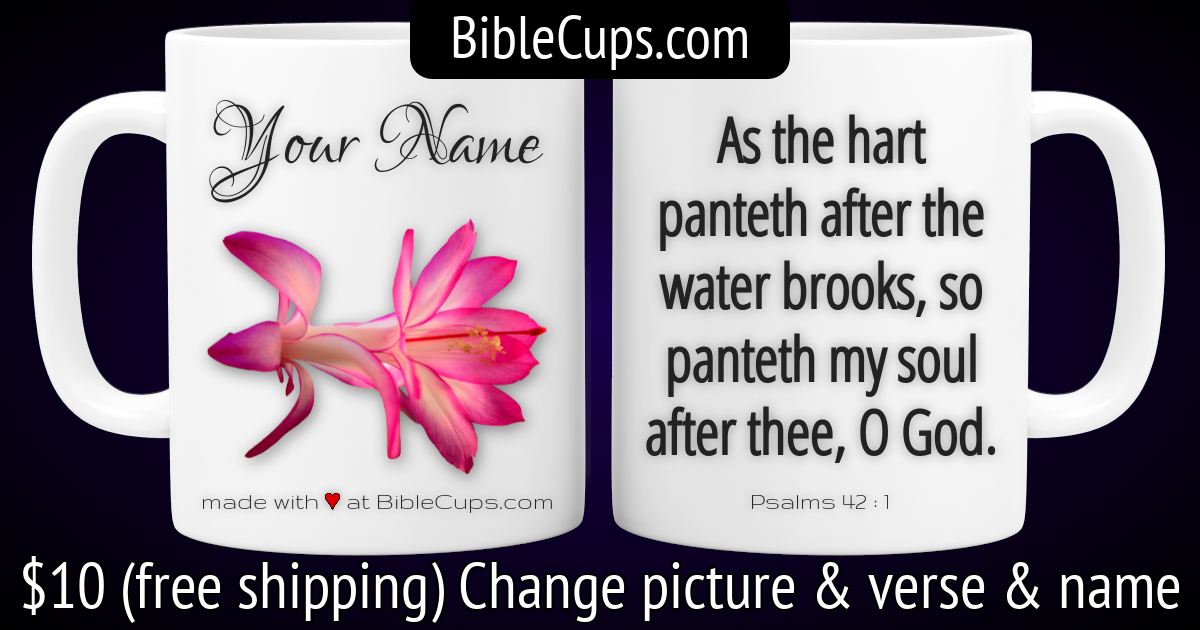 BibleCups.com
Your Name
made with ♥ at BibleCups.com
As the hart
panteth after the
water brooks, so
panteth my soul
after thee, O God.
Psalms 42 : 1
$10 (free shipping) Change picture & verse & name